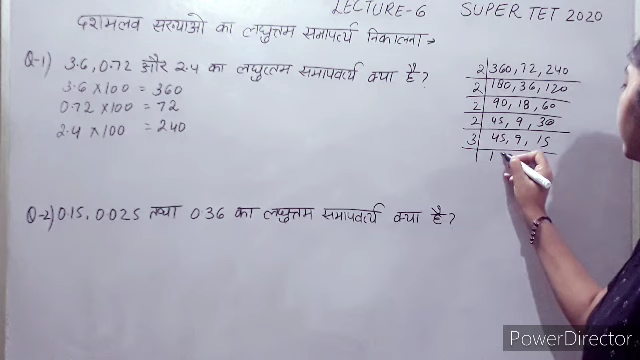 LECTURE-6 SUPER TET 2020
दशमलव संख्याओ का लघुत्तम समापवर्त्य निकालना→
Q-1) 3.6, 0.72 और 2.4 का लघुत्तम समापवर्त्य क्या है?
3.6 × 100 = 360
0.72 × 100 = 72
2.4 × 100 = 240
2 | 360, 72, 240
2 | 180, 36, 120
2 | 90, 18, 60
2 | 45, 9, 30
3 | 45, 9, 15
Q-2) 0.15, 0.025 तथा 0.36 का लघुत्तम समापवर्त्य क्या है?
PowerDirector